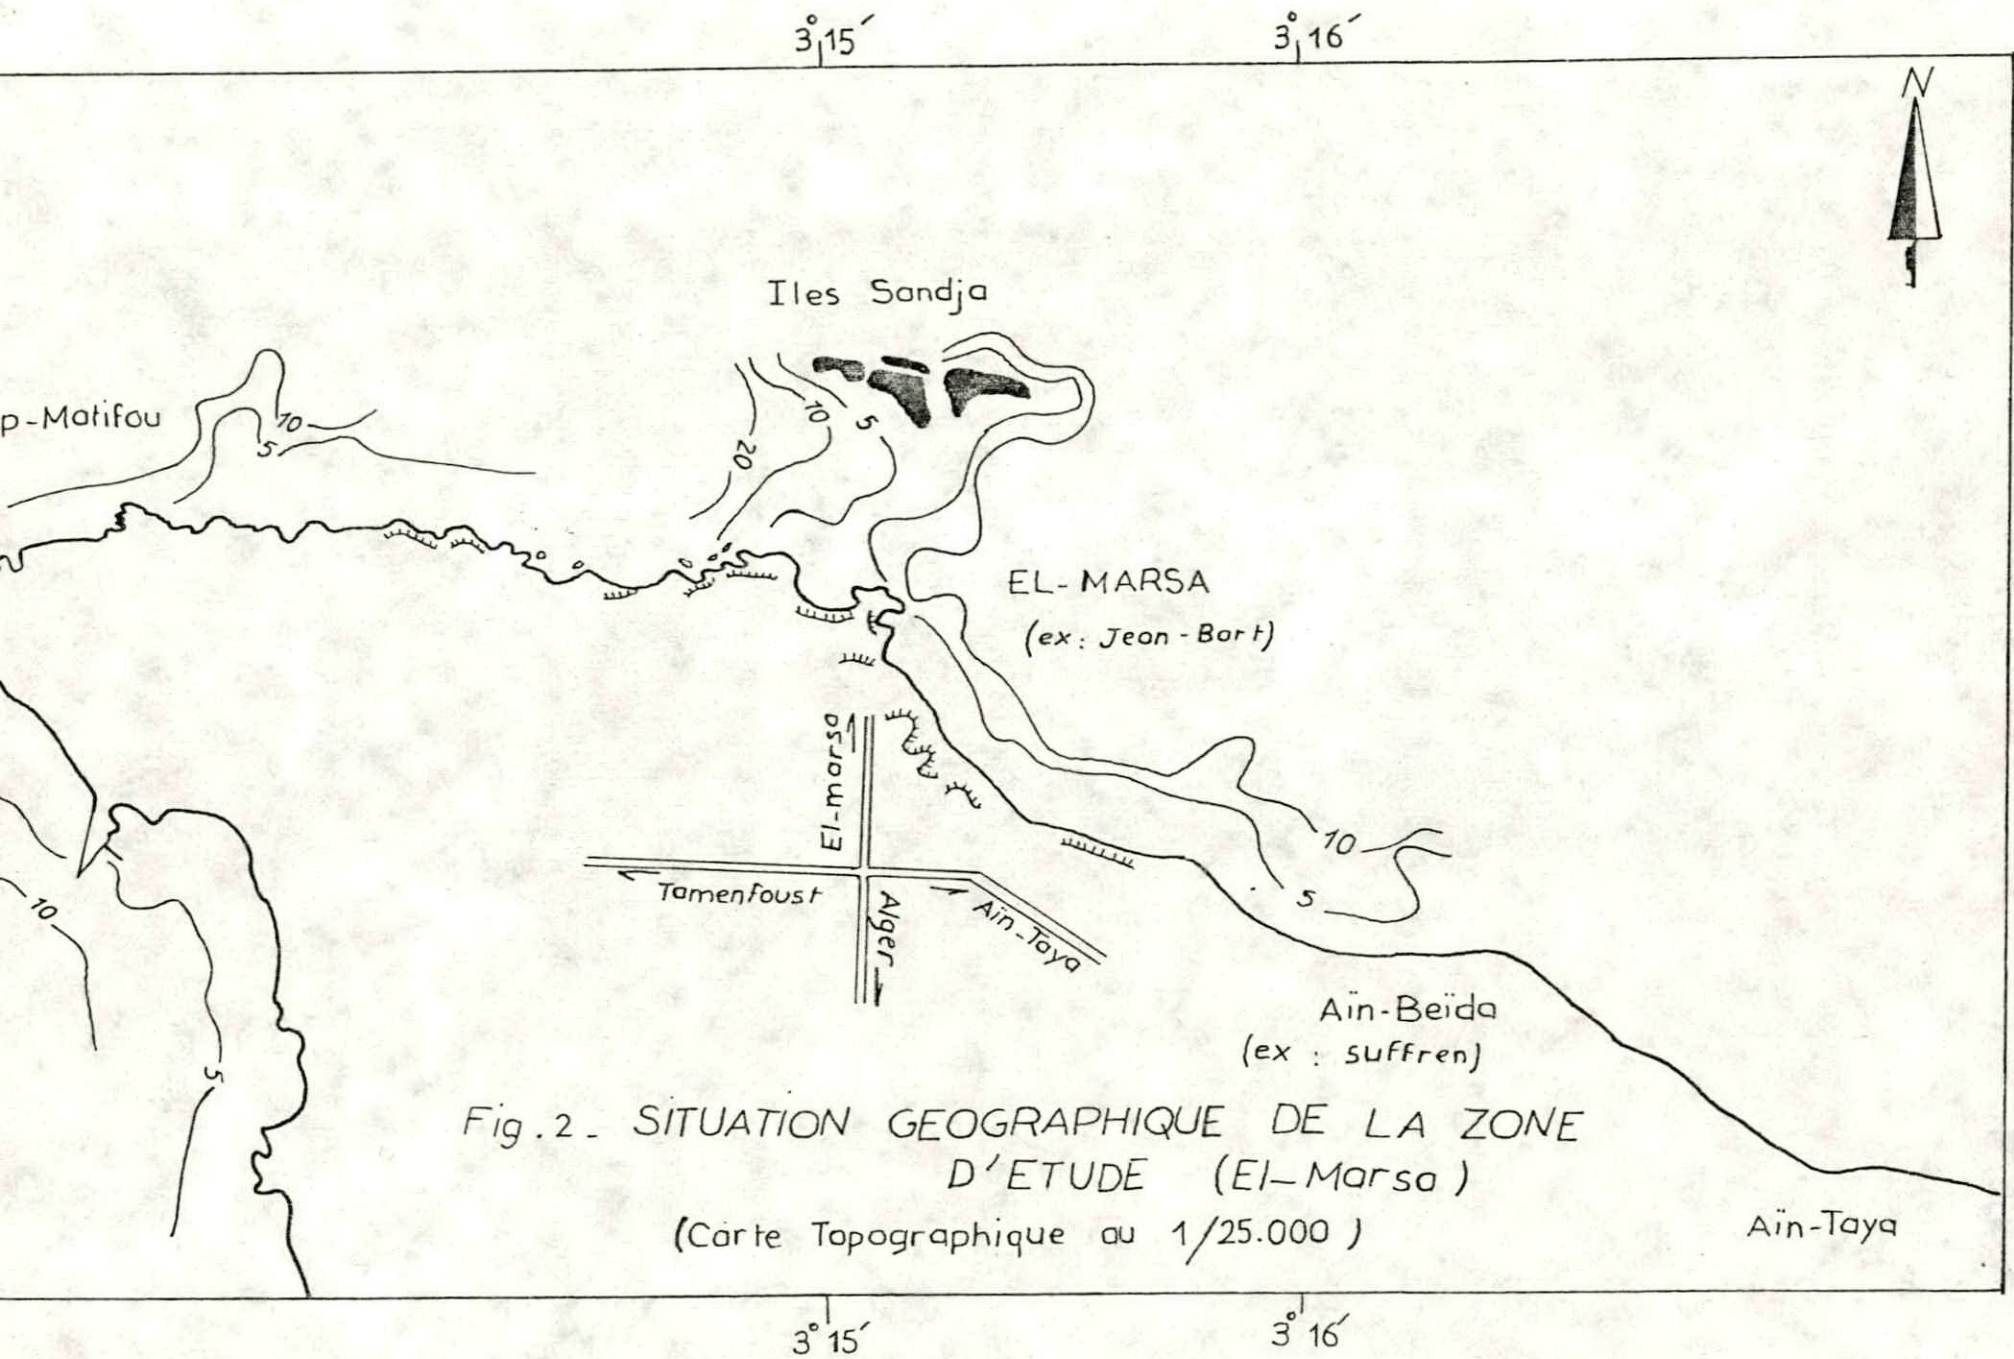 3°15′ 3°16′
N
Iles Sandja
p-Matifou
10
5
10
5
20
EL-MARSA
(ex: Jean-Bart)
El-marsa
10
Tamenfoust
Alger
Aïn-Taya
5
10
Aïn-Beïda
(ex : suffren)
5
Fig.2_ SITUATION GEOGRAPHIQUE DE LA ZONE
D'ETUDE (El-Marsa)
(Carte Topographique au 1/25.000)
Aïn-Taya
3°15′ 3°16′